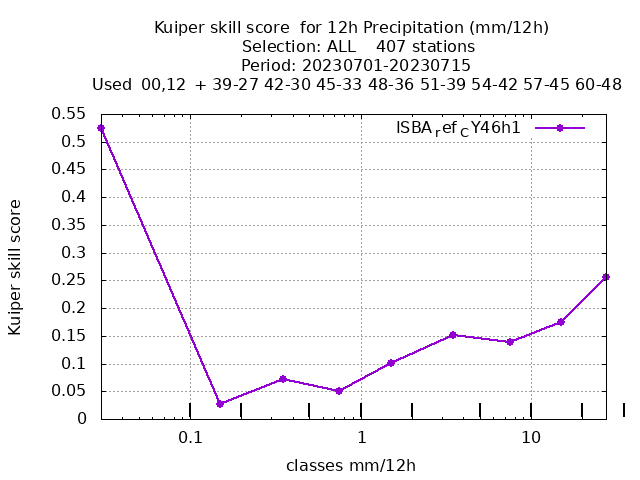 Kuiper skill score  for 12h Precipitation (mm/12h)
Selection: ALL    407 stations
Period: 20230701-20230715
Used  00,12  + 39-27 42-30 45-33 48-36 51-39 54-42 57-45 60-48
ISBArefCY46h1
0.55
0.5
0.45
0.4
0.35
0.3
0.25
0.2
0.15
0.1
0.05
0
Kuiper skill score
0.1 1 10
classes mm/12h